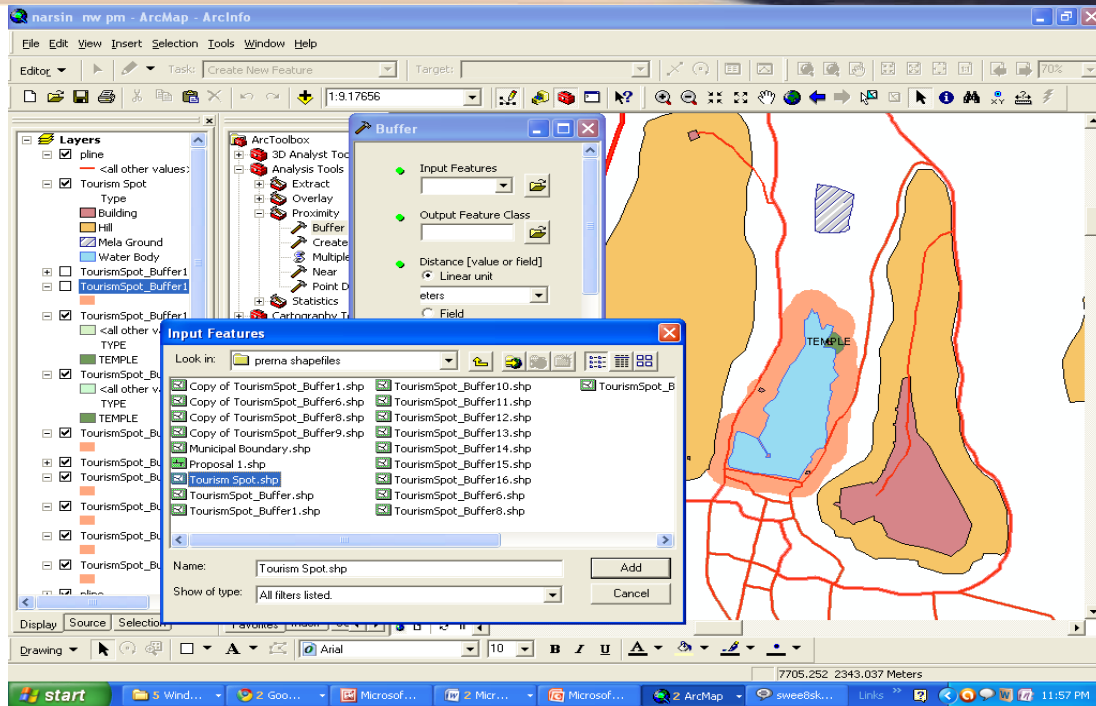 narsin nw pm - ArcMap - ArcInfo
File Edit View Insert Selection Tools Window Help
Editor Task: Create New Feature Target: 70%
1:9.17656
Layers
pline
<all other values>
Tourism Spot
Type
Building
Hill
Mela Ground
Water Body
TourismSpot_Buffer1
TourismSpot_Buffer1
TourismSpot_Buffer1
<all other v
TYPE
TEMPLE
TourismSpot_Bu
<all other v
TYPE
TEMPLE
TourismSpot_Bu
TourismSpot_Bu
TourismSpot_Bu
TourismSpot_Bu
TourismSpot_Bu
TourismSpot_Bu
Display Source Selection
ArcToolbox
3D Analyst Toc
Analysis Tools
Extract
Overlay
Proximity
Buffer
Create
Multiple
Near
Point D
Statistics
Cartography T
Favorites
Buffer
Input Features
Output Feature Class
Distance [value or field]
Linear unit
eters
Field
Input Features
Look in: prerna shapefiles
Copy of TourismSpot_Buffer1.shp
Copy of TourismSpot_Buffer6.shp
Copy of TourismSpot_Buffer8.shp
Copy of TourismSpot_Buffer9.shp
Municipal Boundary.shp
Proposal 1.shp
Tourism Spot.shp
TourismSpot_Buffer.shp
TourismSpot_Buffer1.shp
TourismSpot_Buffer10.shp
TourismSpot_Buffer11.shp
TourismSpot_Buffer12.shp
TourismSpot_Buffer13.shp
TourismSpot_Buffer14.shp
TourismSpot_Buffer15.shp
TourismSpot_Buffer16.shp
TourismSpot_Buffer6.shp
TourismSpot_Buffer8.shp
TourismSpot_B
Name: Tourism Spot.shp Add
Show of type: All filters listed. Cancel
TEMPLE
Drawing A Arial 10 B I U A
7705.252 2343.037 Meters
start 5 Wind... 2 Goo... Microsof... 2 Micr... Microsof... 2 ArcMap swee8sk... Links 11:57 PM